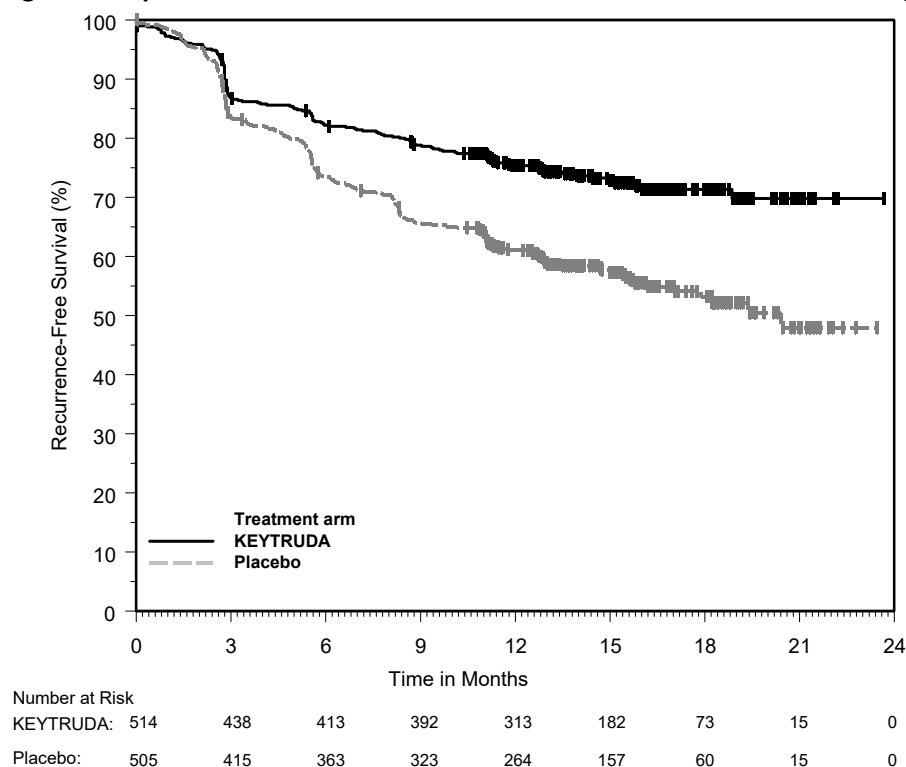 100
90
80
70
60
50
40
30
20
10
0
Recurrence-Free Survival (%)
Treatment arm
KEYTRUDA
Placebo
0 3 6 9 12 15 18 21 24
Time in Months
Number at Risk
KEYTRUDA: 514 438 413 392 313 182 73 15 0
Placebo: 505 415 363 323 264 157 60 15 0